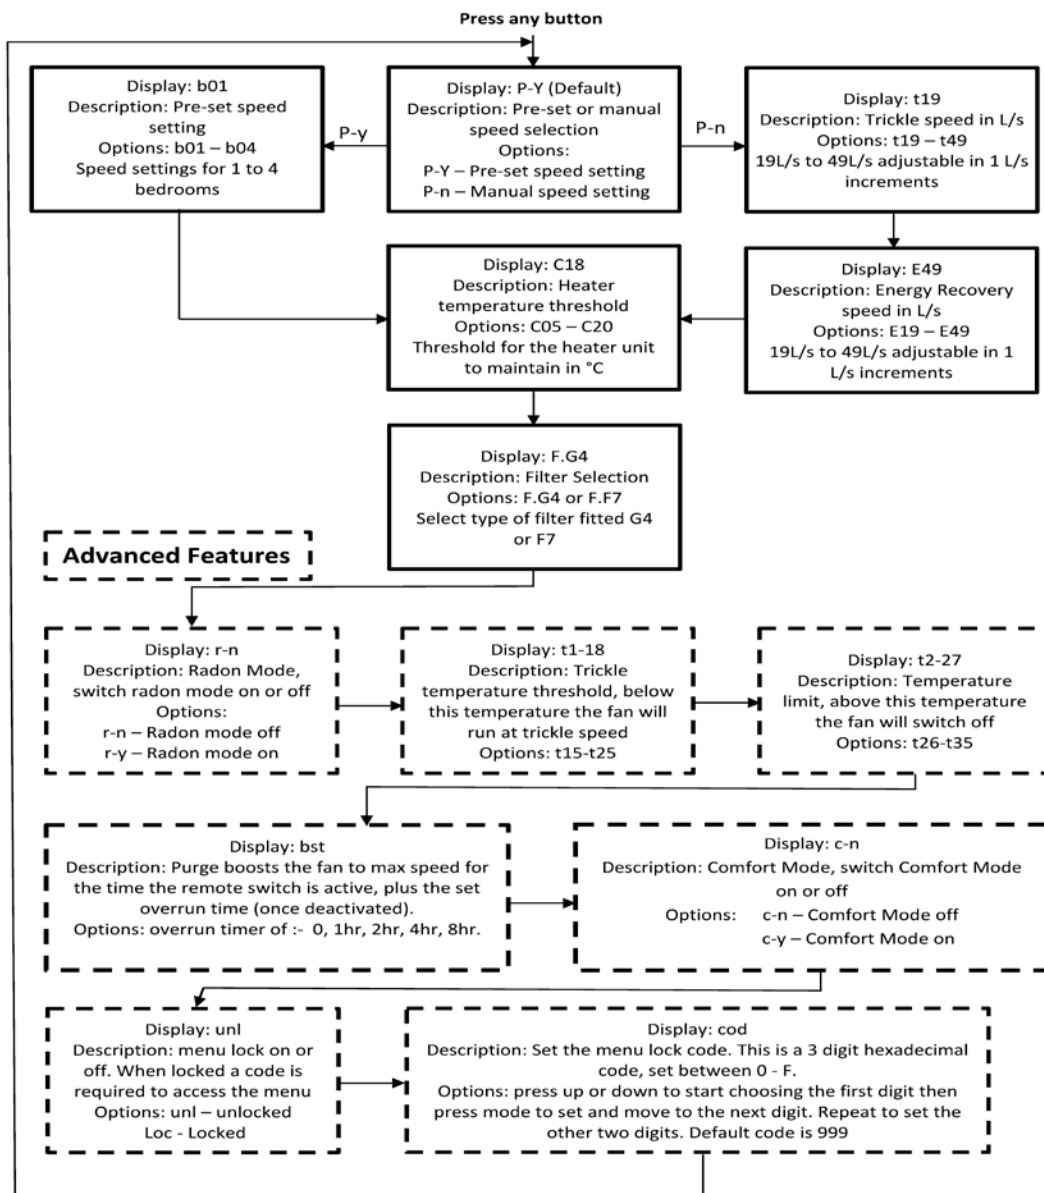 Press any button
Display: b01
Description: Pre-set speed
setting
Options: b01 – b04
Speed settings for 1 to 4
bedrooms
P-y
Display: P-Y (Default)
Description: Pre-set or manual
speed selection
Options:
P-Y – Pre-set speed setting
P-n – Manual speed setting
P-n
Display: t19
Description: Trickle speed in L/s
Options: t19 – t49
19L/s to 49L/s adjustable in 1 L/s
increments
Display: C18
Description: Heater
temperature threshold
Options: C05 – C20
Threshold for the heater unit
to maintain in °C
Display: E49
Description: Energy Recovery
speed in L/s
Options: E19 – E49
19L/s to 49L/s adjustable in 1
L/s increments
Display: F.G4
Description: Filter Selection
Options: F.G4 or F.F7
Select type of filter fitted G4
or F7
Advanced Features
Display: r-n
Description: Radon Mode,
switch radon mode on or off
Options:
r-n – Radon mode off
r-y – Radon mode on
Display: t1-18
Description: Trickle
temperature threshold, below
this temperature the fan will
run at trickle speed
Options: t15-t25
Display: t2-27
Description: Temperature
limit, above this temperature
the fan will switch off
Options: t26-t35
Display: bst
Description: Purge boosts the fan to max speed for
the time the remote switch is active, plus the set
overrun time (once deactivated).
Options: overrun timer of :- 0, 1hr, 2hr, 4hr, 8hr.
Display: c-n
Description: Comfort Mode, switch Comfort Mode
on or off
Options: c-n – Comfort Mode off
c-y – Comfort Mode on
Display: unl
Description: menu lock on or
off. When locked a code is
required to access the menu
Options: unl – unlocked
Loc - Locked
Display: cod
Description: Set the menu lock code. This is a 3 digit hexadecimal
code, set between 0 - F.
Options: press up or down to start choosing the first digit then
press mode to set and move to the next digit. Repeat to set the
other two digits. Default code is 999